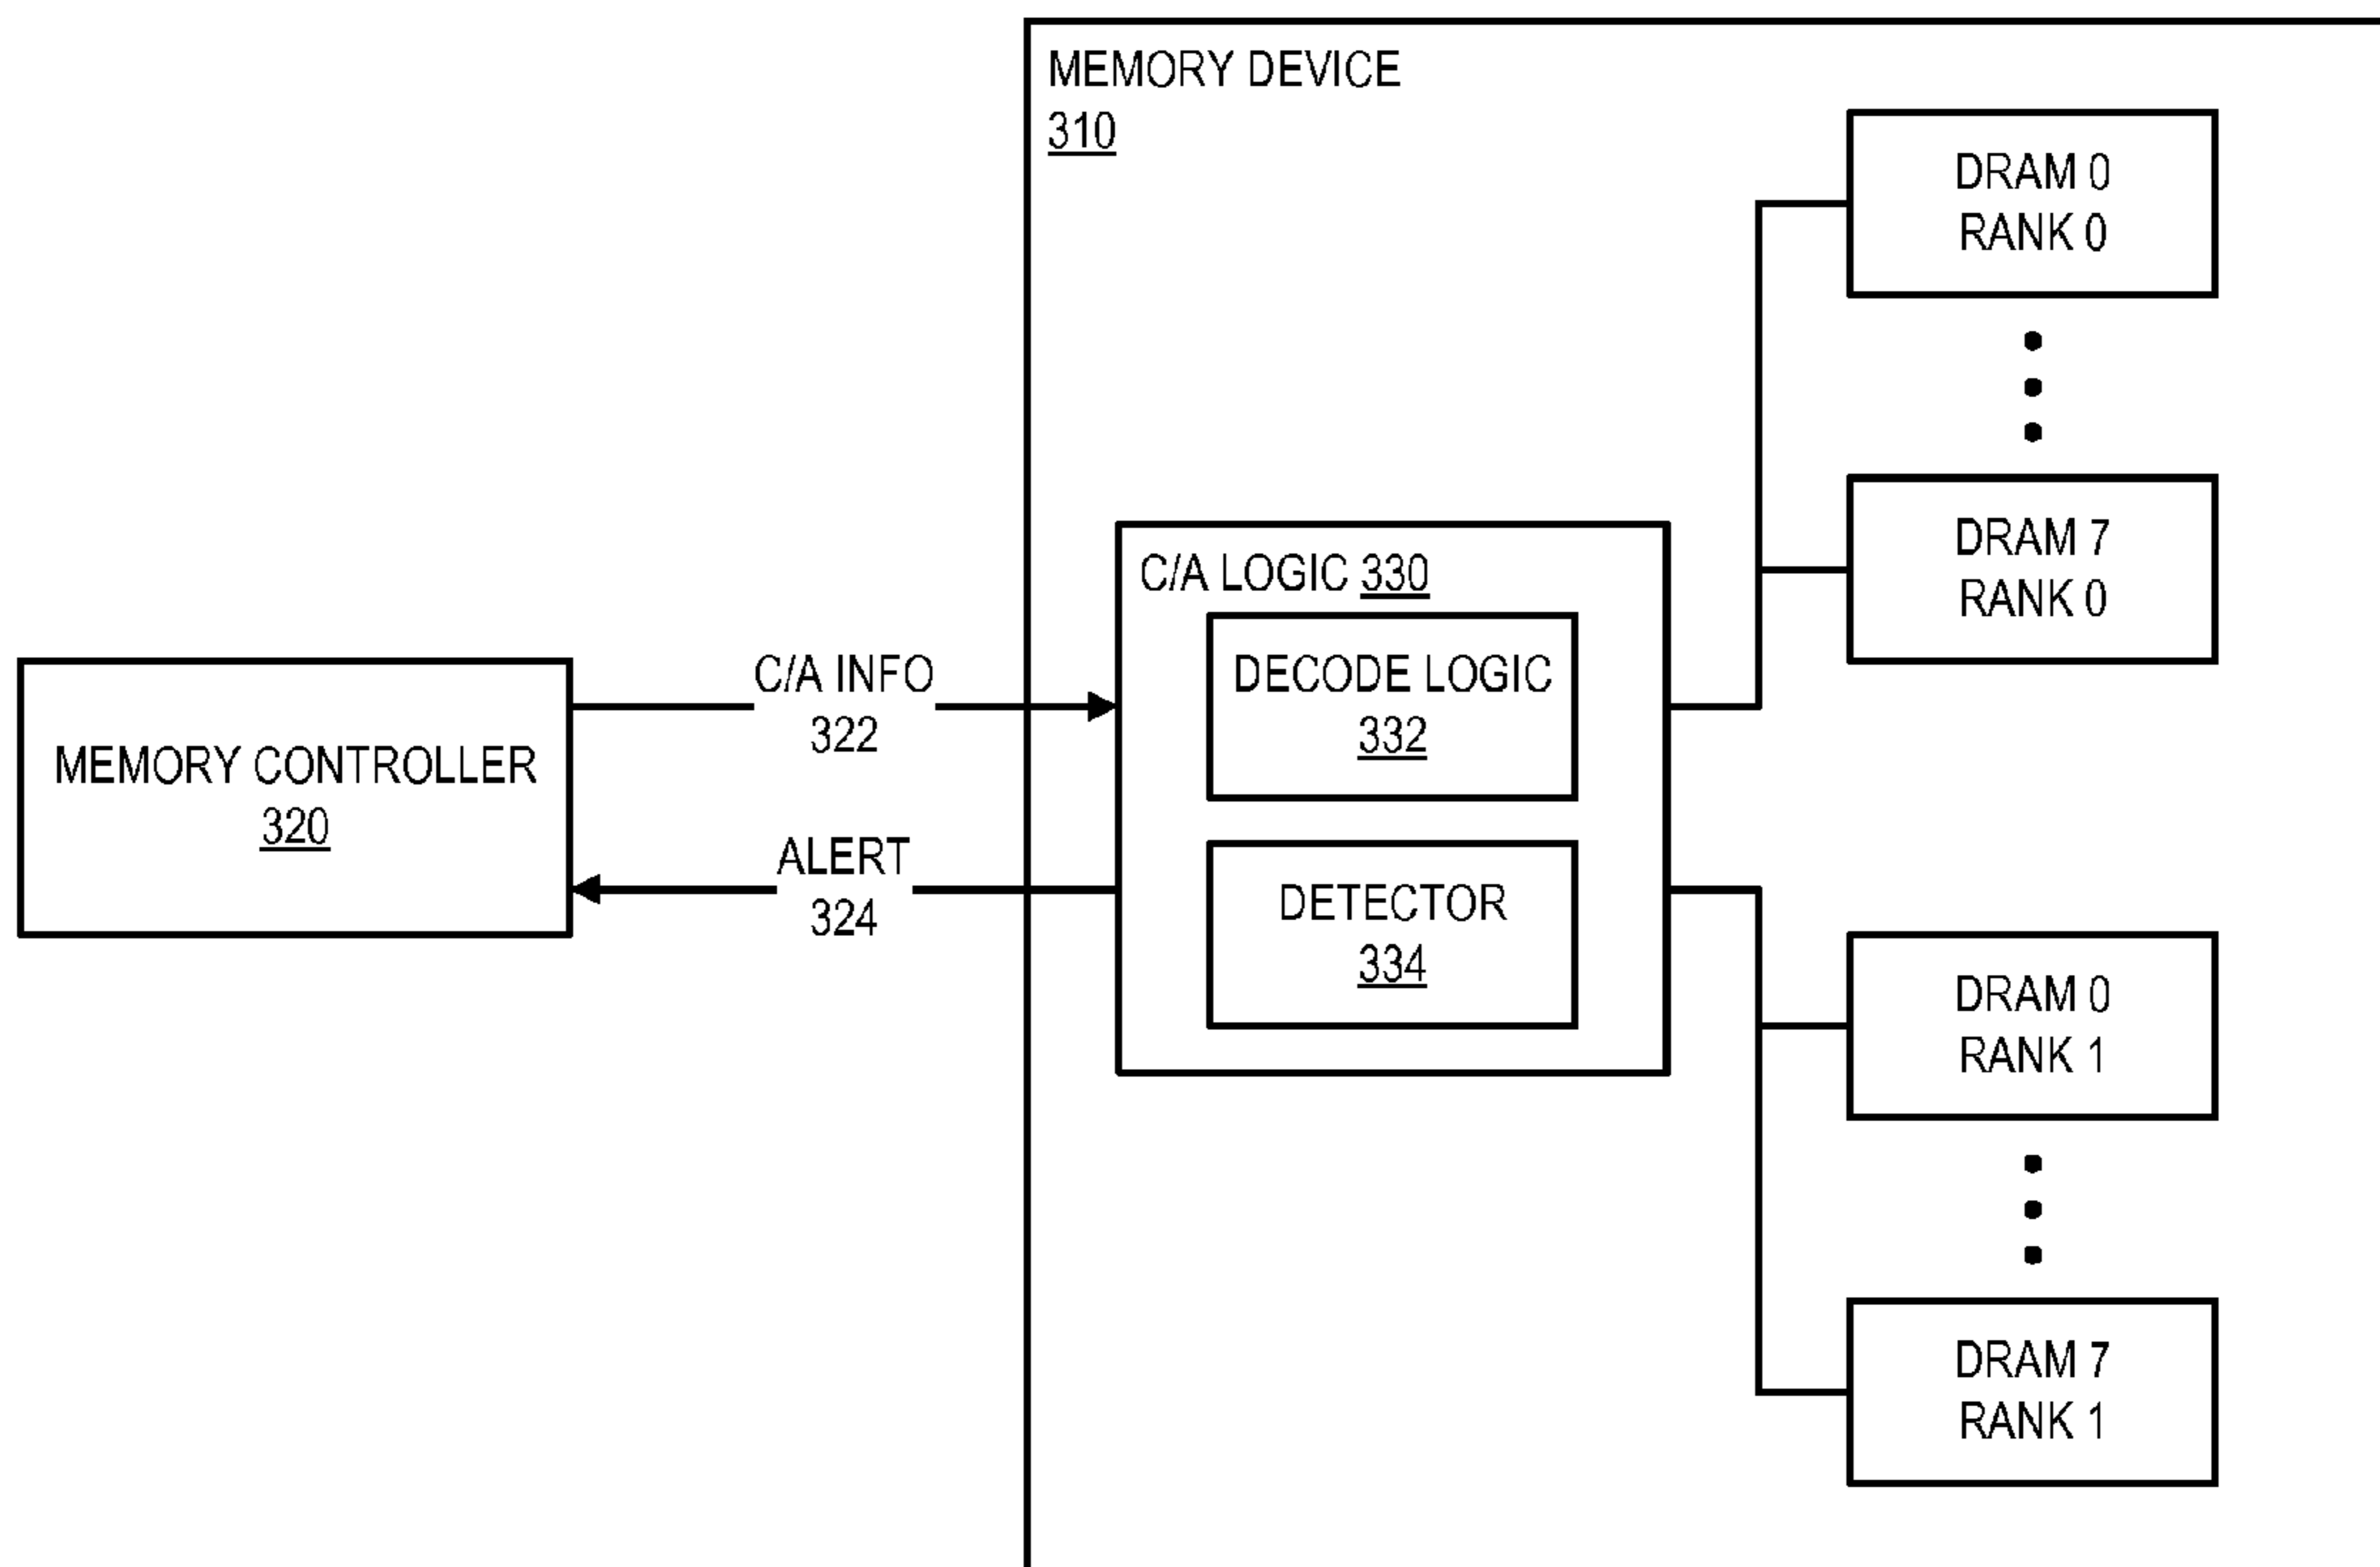 MEMORY DEVICE
310
DRAM 0
RANK 0
DRAM 7
RANK 0
C/A LOGIC 330
DECODE LOGIC
332
DETECTOR
334
C/A INFO
322
MEMORY CONTROLLER
320
ALERT
324
DRAM 0
RANK 1
DRAM 7
RANK 1